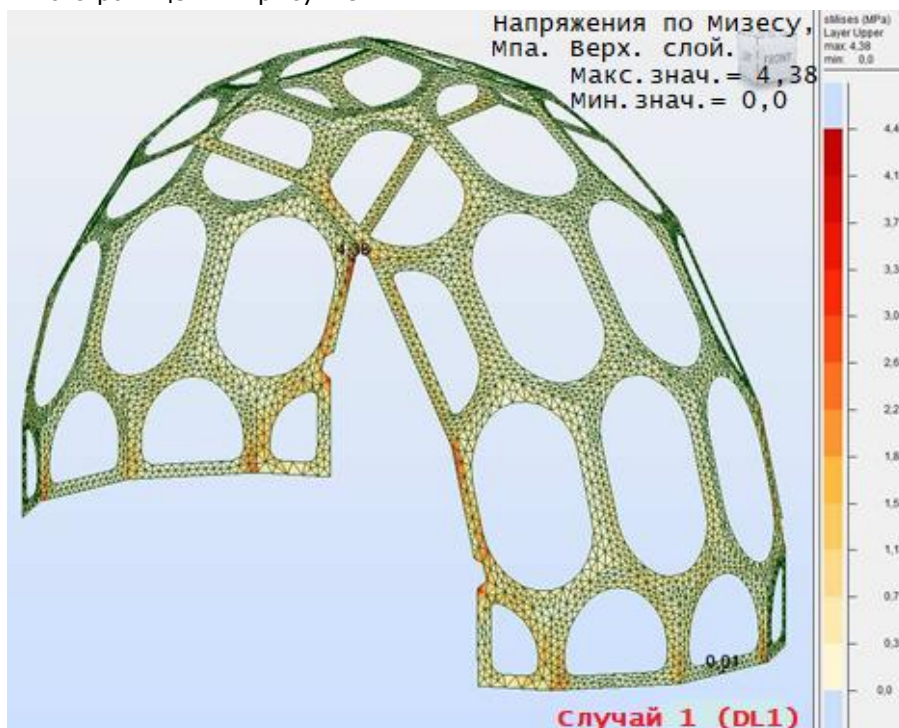 Напряжения по Мизесу,
Мпа. Верх. слой.
FRONT
Макс.знач.= 4,38
Мин.знач.= 0,0
sMises (MPa)
Layer Upper
max: 4.38
min: 0,0
4,4
4,1
3,3
3,0
2,6
2,2
1,8
1,5
1,1
0,7
0,3
0,0
4,38
0,01
Случай 1 (DL1)